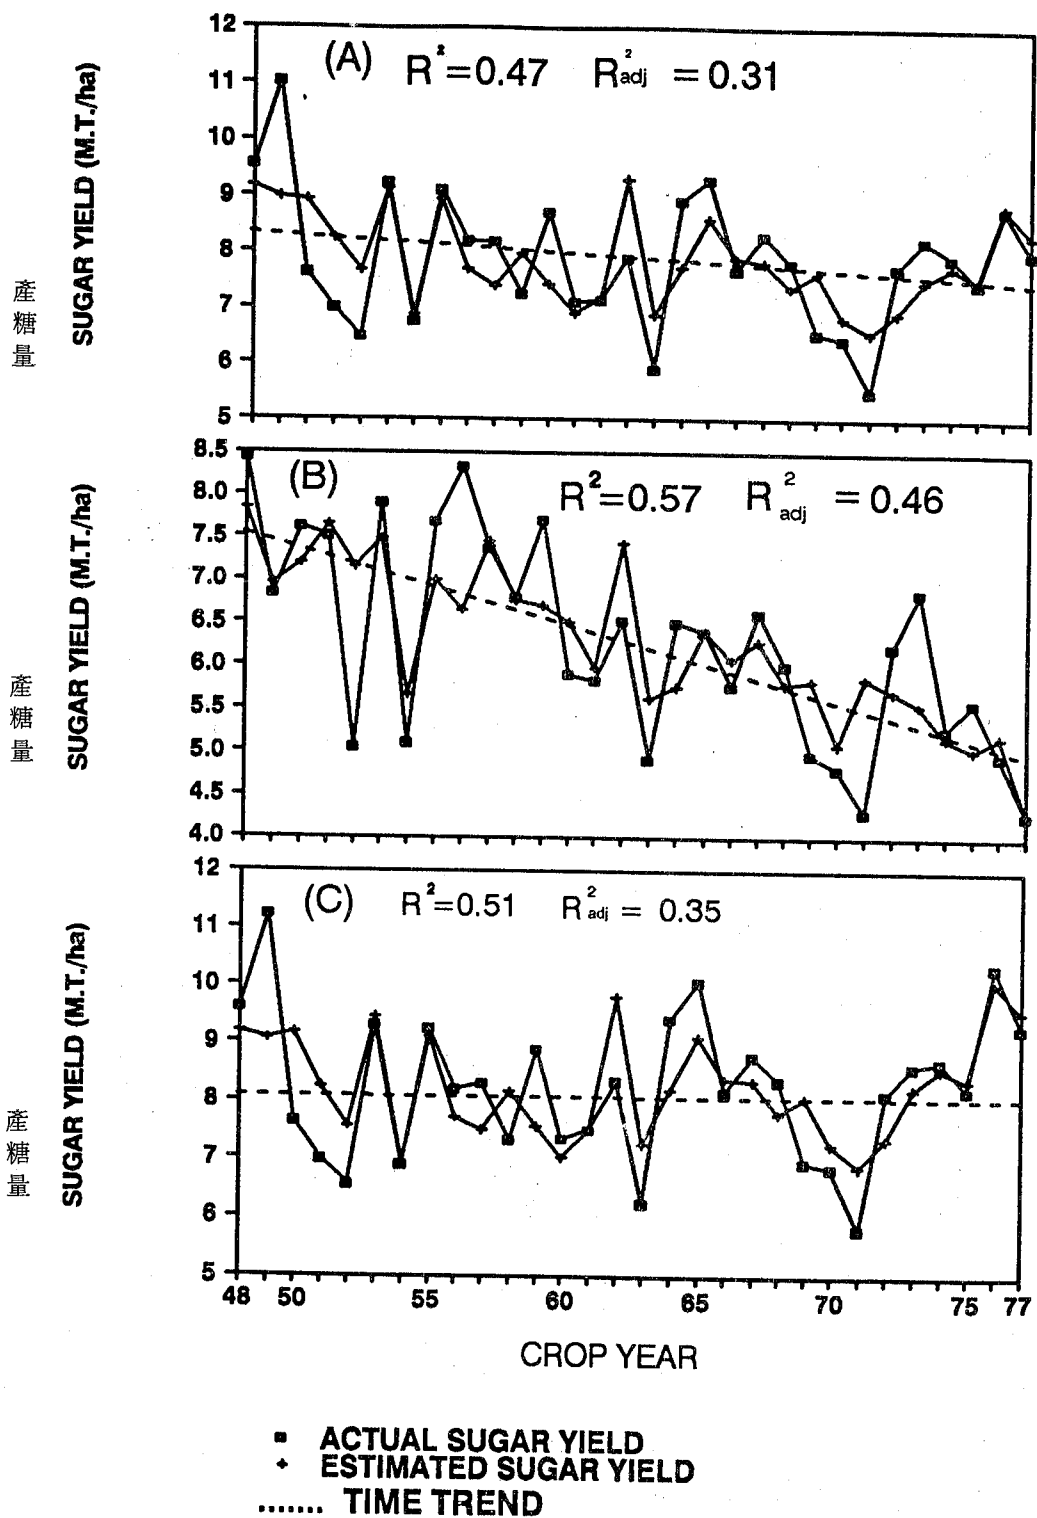 12
11
10
9
8
7
6
5
SUGAR YIELD (M.T./ha)
產糖量
(A) R²=0.47 R²adj = 0.31
8.5
8.0
7.5
7.0
6.5
6.0
5.5
5.0
4.5
4.0
SUGAR YIELD (M.T./ha)
產糖量
(B) R²=0.57 R²adj = 0.46
12
11
10
9
8
7
6
5
SUGAR YIELD (M.T./ha)
產糖量
(C) R²=0.51 R²adj = 0.35
48 50 55 60 65 70 75 77
CROP YEAR
ACTUAL SUGAR YIELD
ESTIMATED SUGAR YIELD
....... TIME TREND